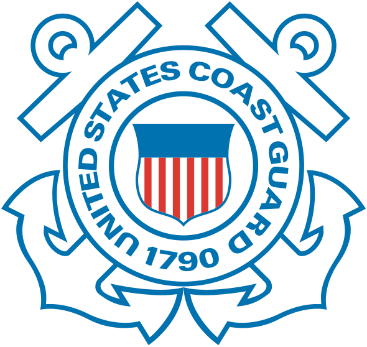 UNITED STATES COAST GUARD
1790